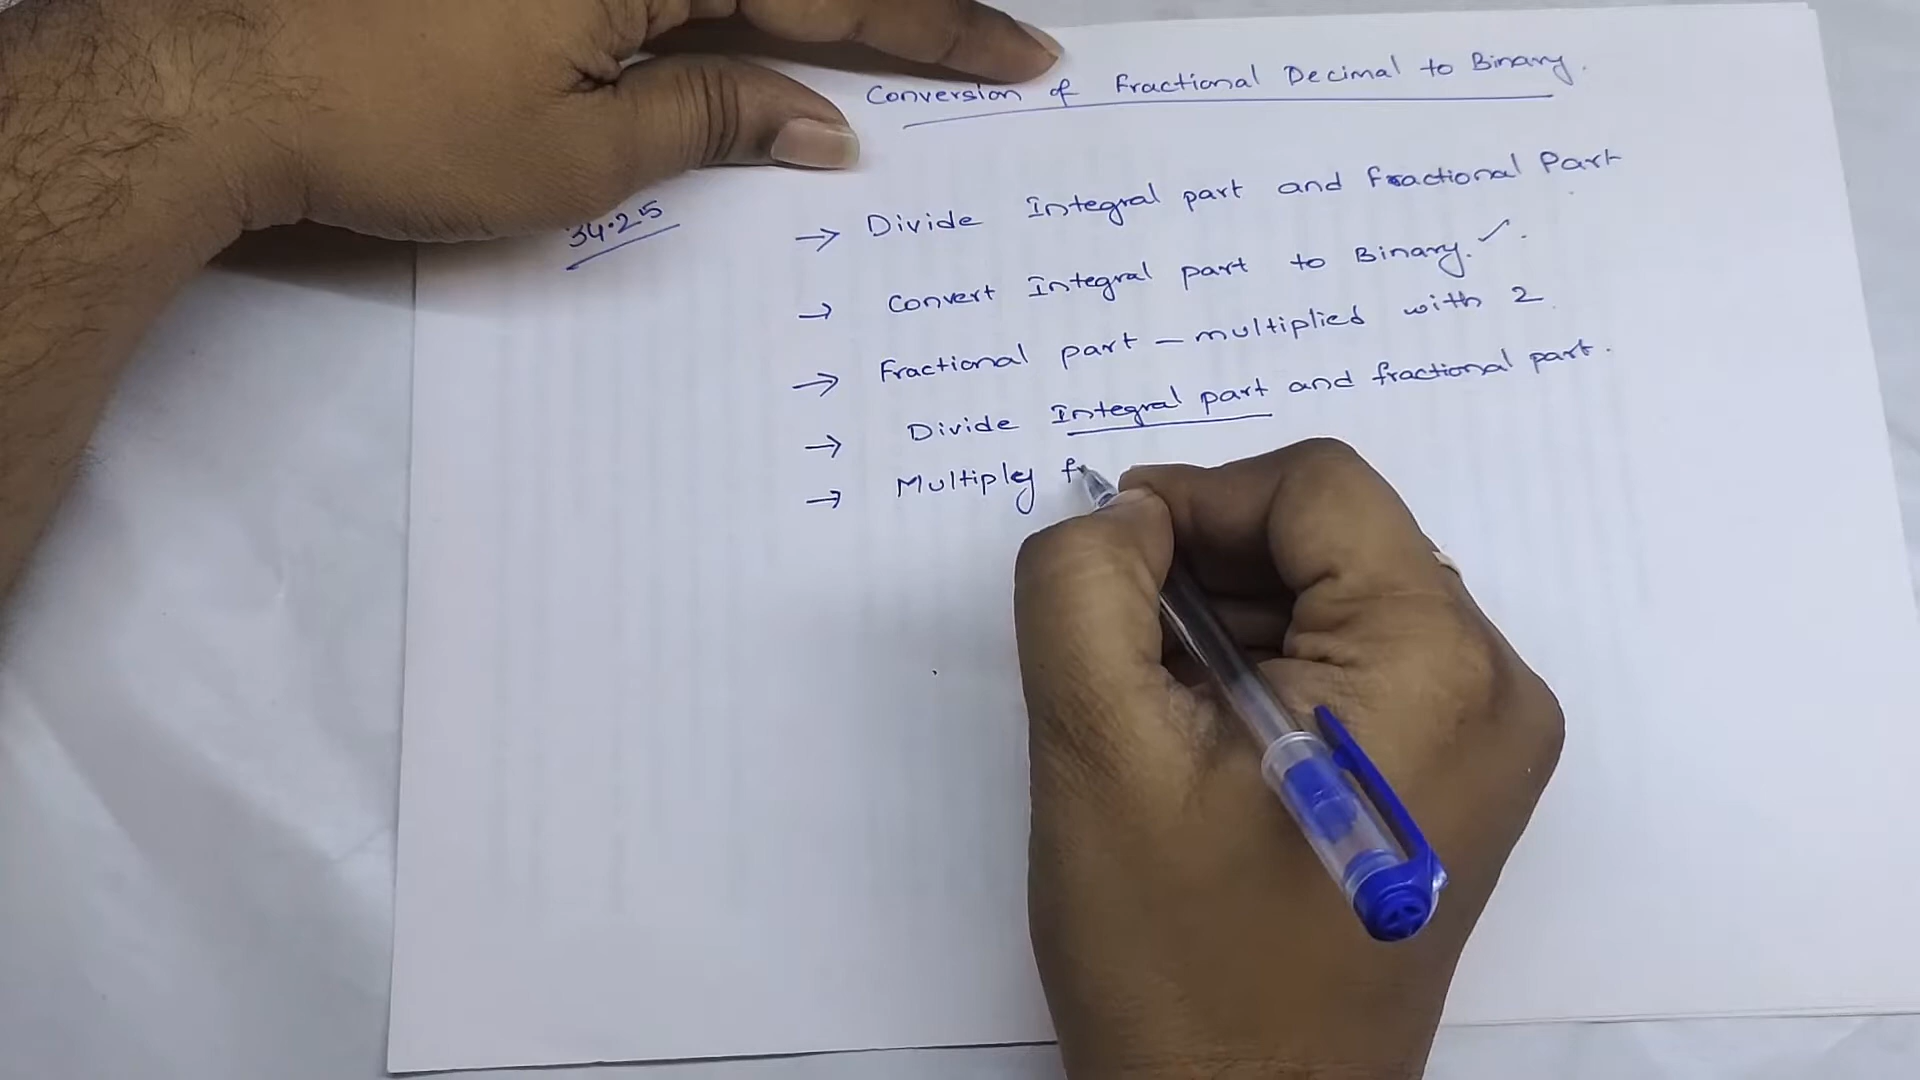 Conversion of Fractional Decimal to Binary.
34.25
→ Divide Integral part and Fractional Part
→ Convert Integral part to Binary. ✓.
→ Fractional part - multiplied with 2
→ Divide Integral part and fractional part.
→ Multiply fr